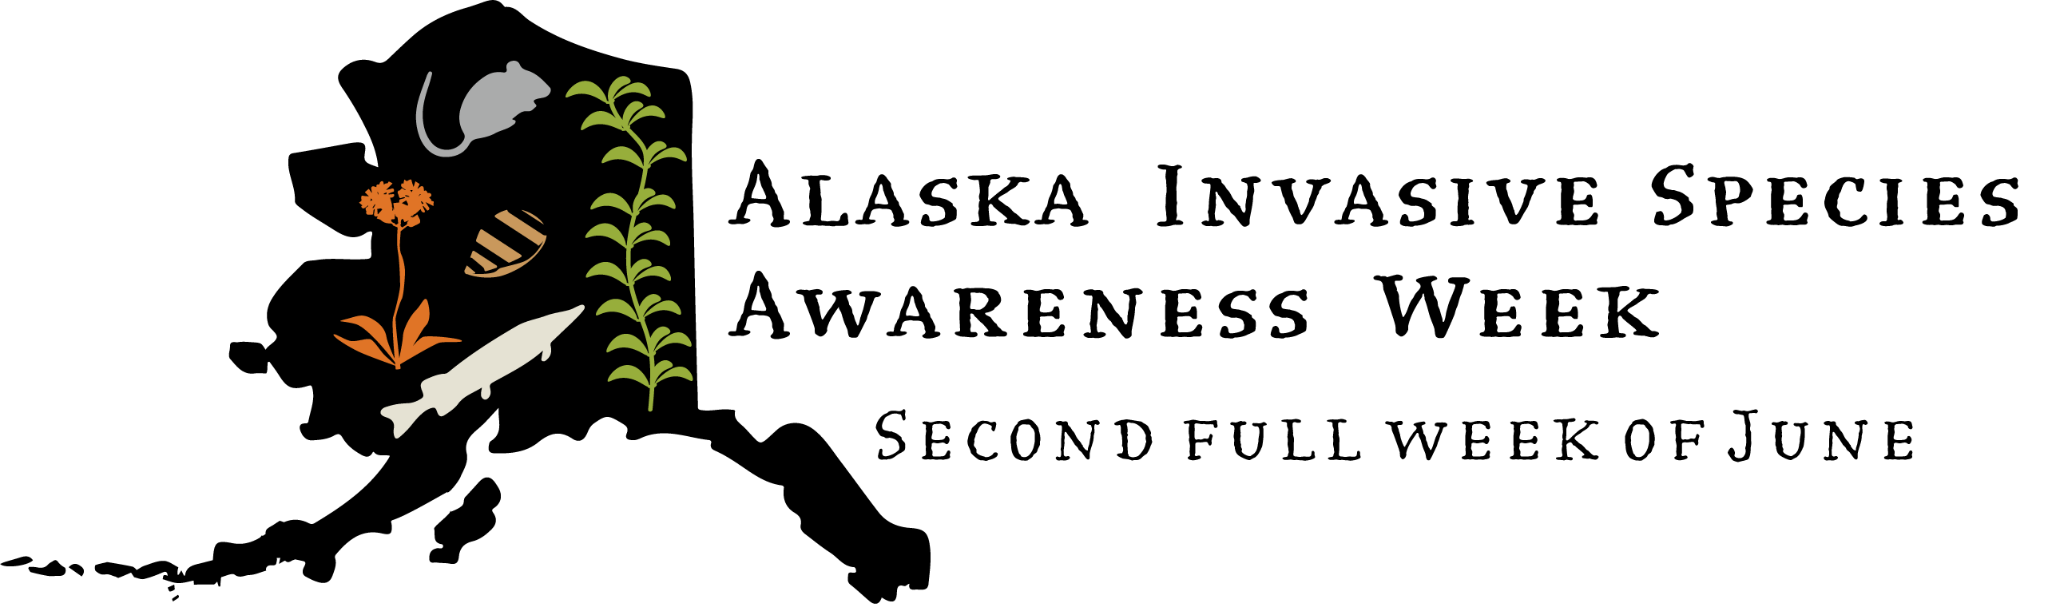 Alaska Invasive Species
Awareness Week
Second full week of June